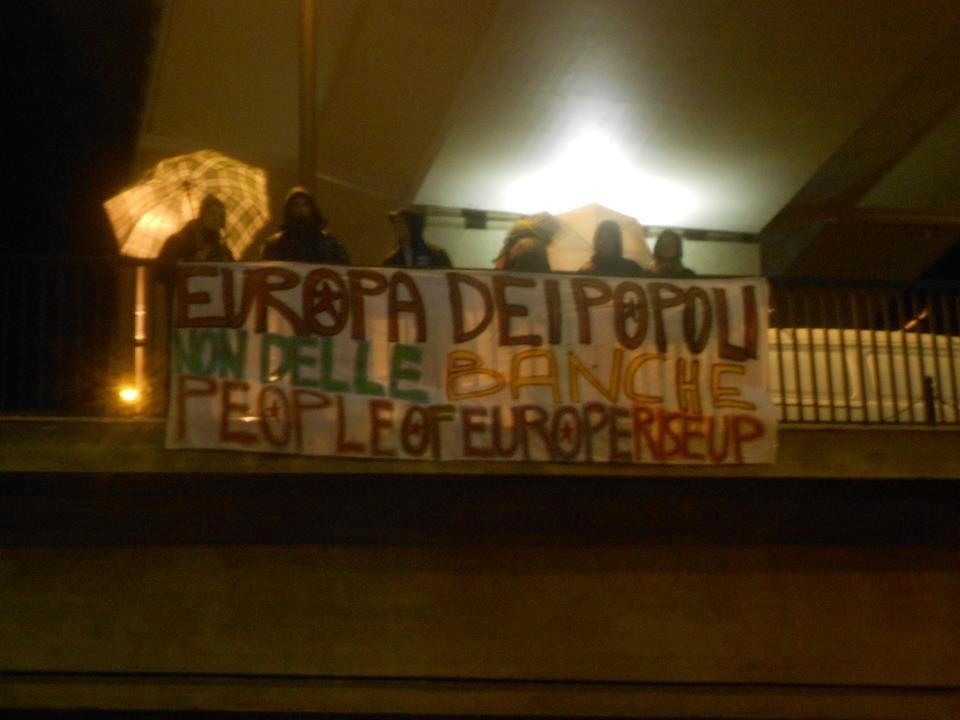 EUROPA DEI POPOLI
NON DELLE BANCHE
PEOPLE OF EUROPE RISE UP